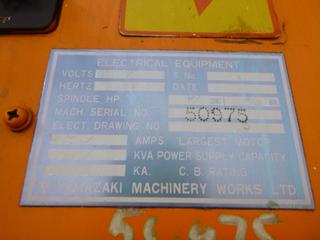 ELECTRICAL EQUIPMENT
VOLTS S.No.
HERTZ DATE
SPINDLE HP
MACH. SERIAL NO. 50975
ELECT. DRAWING NO
AMPS. LARGEST MOTOR
KVA POWER SUPPLY CAPACITY
KA. C.B. RATING
YAMAZAKI MACHINERY WORKS LTD